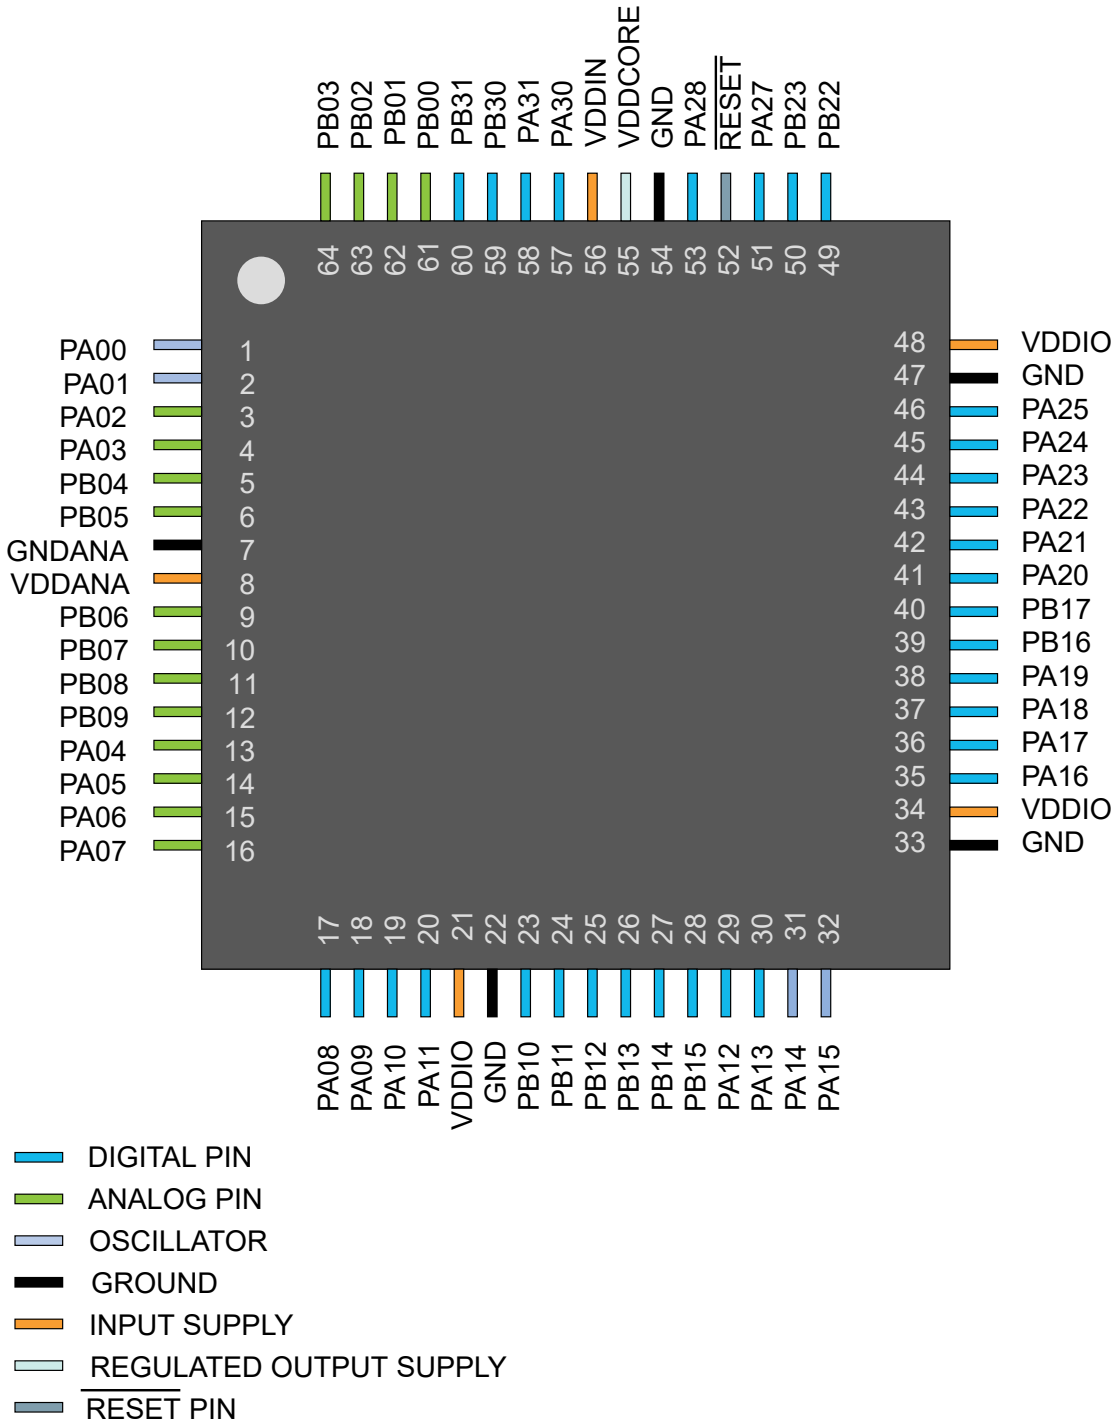 PB03
PB02
PB01
PB00
PB31
PB30
PA31
PA30
VDDIN
VDDCORE
GND
PA28
RESET
PA27
PB23
PB22
64
63
62
61
60
59
58
57
56
55
54
53
52
51
50
49
PA00 1
PA01 2
PA02 3
PA03 4
PB04 5
PB05 6
GNDANA 7
VDDANA 8
PB06 9
PB07 10
PB08 11
PB09 12
PA04 13
PA05 14
PA06 15
PA07 16
48 VDDIO
47 GND
46 PA25
45 PA24
44 PA23
43 PA22
42 PA21
41 PA20
40 PB17
39 PB16
38 PA19
37 PA18
36 PA17
35 PA16
34 VDDIO
33 GND
17
18
19
20
21
22
23
24
25
26
27
28
29
30
31
32
PA08
PA09
PA10
PA11
VDDIO
GND
PB10
PB11
PB12
PB13
PB14
PB15
PA12
PA13
PA14
PA15
DIGITAL PIN
ANALOG PIN
OSCILLATOR
GROUND
INPUT SUPPLY
REGULATED OUTPUT SUPPLY
RESET PIN